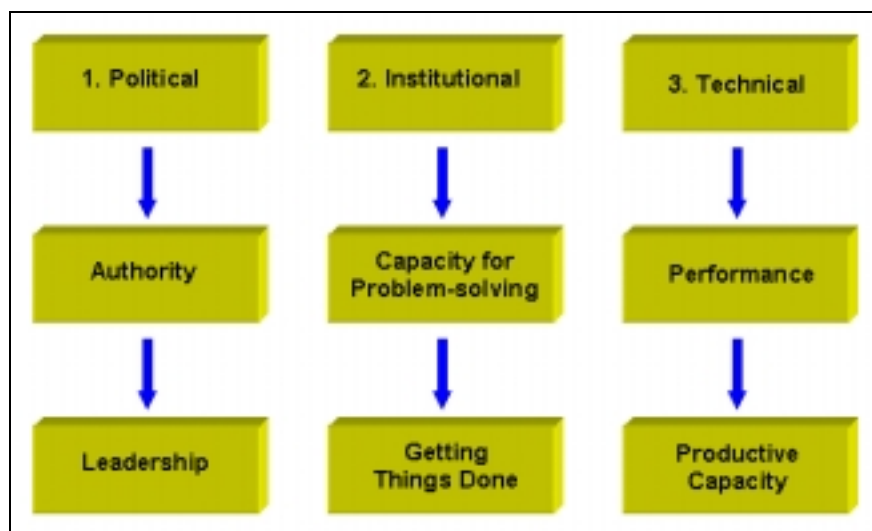 1. Political
2. Institutional
3. Technical
Authority
Capacity for
Problem-solving
Performance
Leadership
Getting
Things Done
Productive
Capacity